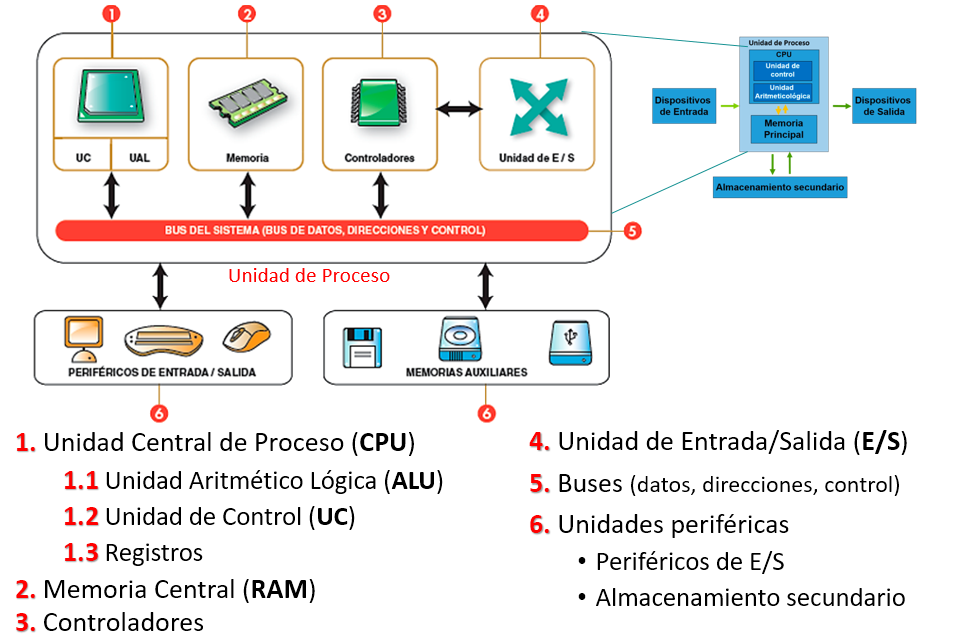 1
2
3
4
UC
UAL
Memoria
Controladores
Unidad de E / S
BUS DEL SISTEMA (BUS DE DATOS, DIRECCIONES Y CONTROL)
5
Unidad de Proceso
PERIFÉRICOS DE ENTRADA / SALIDA
MEMORIAS AUXILIARES
6
6
Unidad de Proceso
CPU
Unidad de
control
Unidad
Aritmeticológica
Memoria
Principal
Dispositivos
de Entrada
Dispositivos
de Salida
Almacenamiento secundario
1. Unidad Central de Proceso (CPU)
1.1 Unidad Aritmético Lógica (ALU)
1.2 Unidad de Control (UC)
1.3 Registros
2. Memoria Central (RAM)
3. Controladores
4. Unidad de Entrada/Salida (E/S)
5. Buses (datos, direcciones, control)
6. Unidades periféricas
• Periféricos de E/S
• Almacenamiento secundario